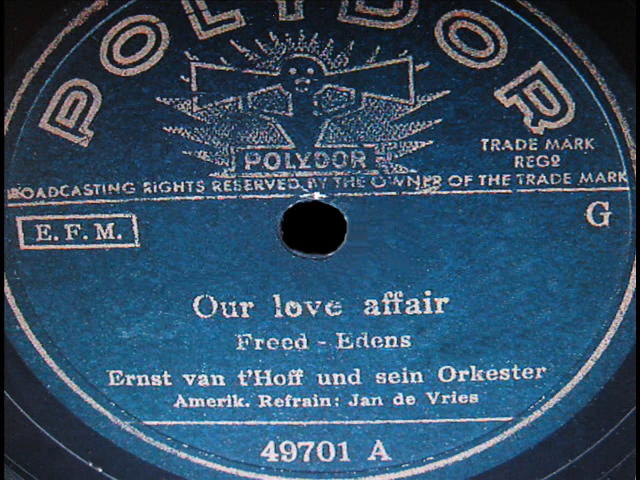 POLYDOR
POLYDOR
TRADE MARK
REGD
BROADCASTING RIGHTS RESERVED BY THE OWNER OF THE TRADE MARK
E. F. M.
G
Our love affair
Freed - Edens
Ernst van t'Hoff und sein Orkester
Amerik. Refrain: Jan de Vries
49701 A